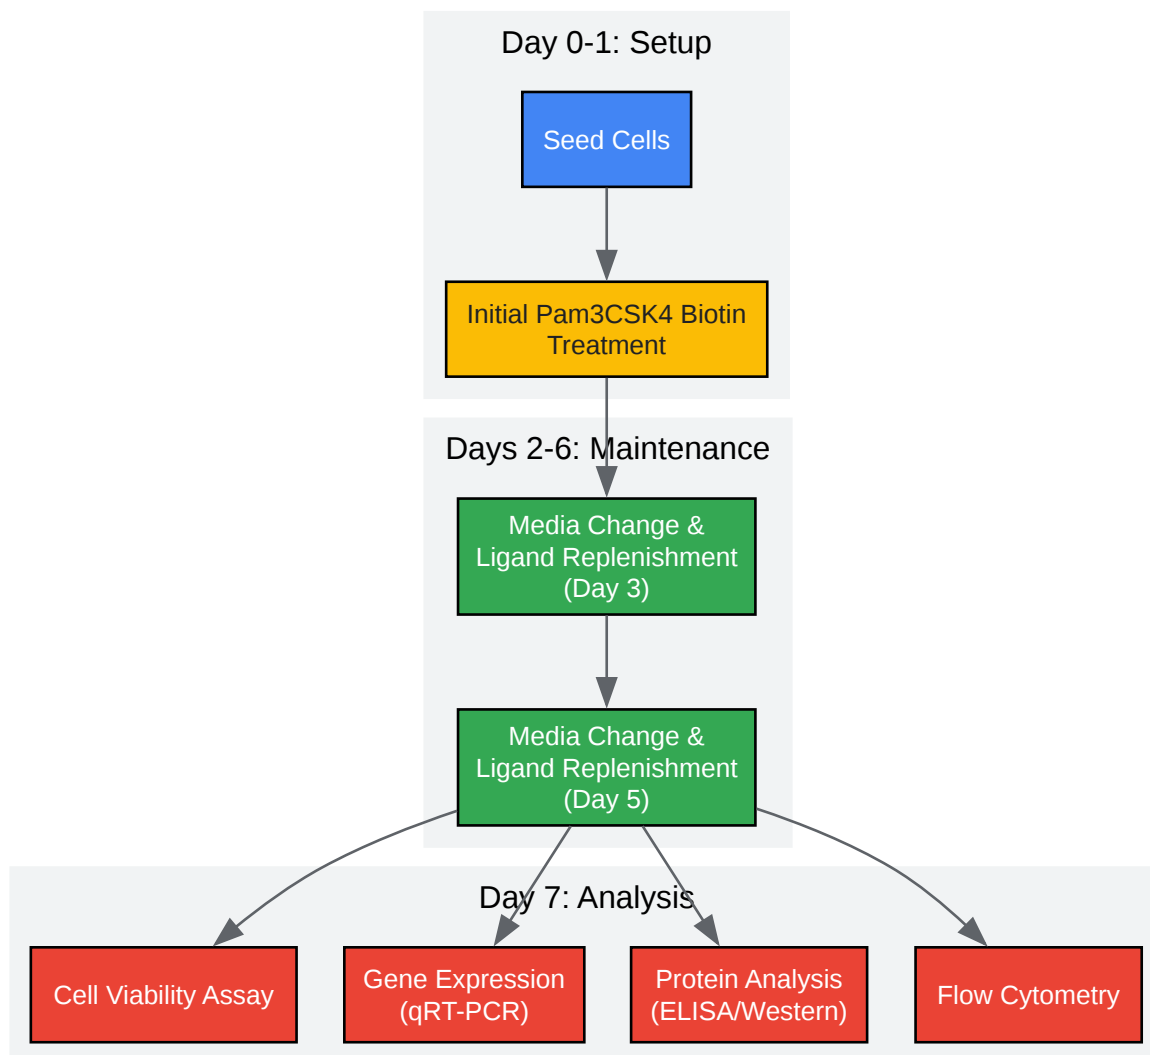 Day 0-1: Setup
Seed Cells
Initial Pam3CSK4 Biotin
Treatment
Days 2-6: Maintenance
Media Change &
Ligand Replenishment
(Day 3)
Media Change &
Ligand Replenishment
(Day 5)
Day 7: Analysis
Cell Viability Assay
Gene Expression
(qRT-PCR)
Protein Analysis
(ELISA/Western)
Flow Cytometry